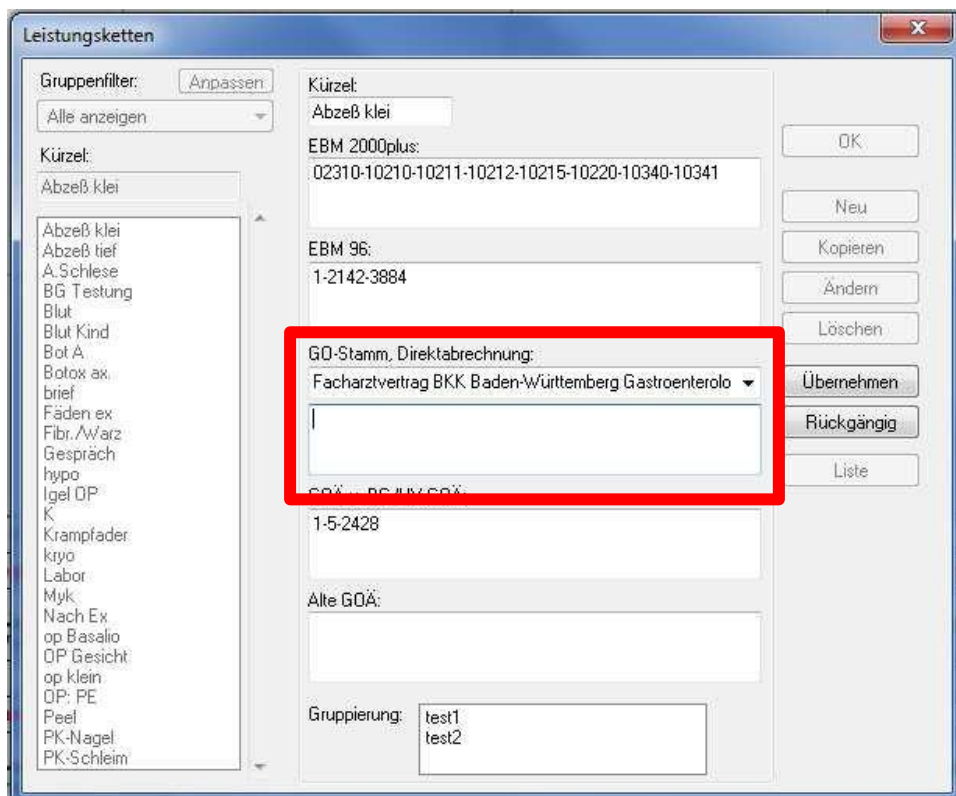 Leistungsketten
Gruppenfilter:
Anpassen
Alle anzeigen
Kürzel:
Abzeß klei
Abzeß klei
Abzeß tief
A.Schlese
BG Testung
Blut
Blut Kind
Bot A
Botox ax.
brief
Fäden ex
Fibr./Warz
Gespräch
hypo
Igel OP
K
Krampfader
kryo
Labor
Myk
Nach Ex
op Basalio
OP Gesicht
op klein
OP: PE
Peel
PK-Nagel
PK-Schleim
Kürzel:
Abzeß klei
EBM 2000plus:
02310-10210-10211-10212-10215-10220-10340-10341
EBM 96:
1-2142-3884
GO-Stamm, Direktabrechnung:
Facharztvertrag BKK Baden-Württemberg Gastroenterolo
1-5-2428
Alte GOÄ:
Gruppierung:
test1
test2
OK
Neu
Kopieren
Ändern
Löschen
Übernehmen
Rückgängig
Liste